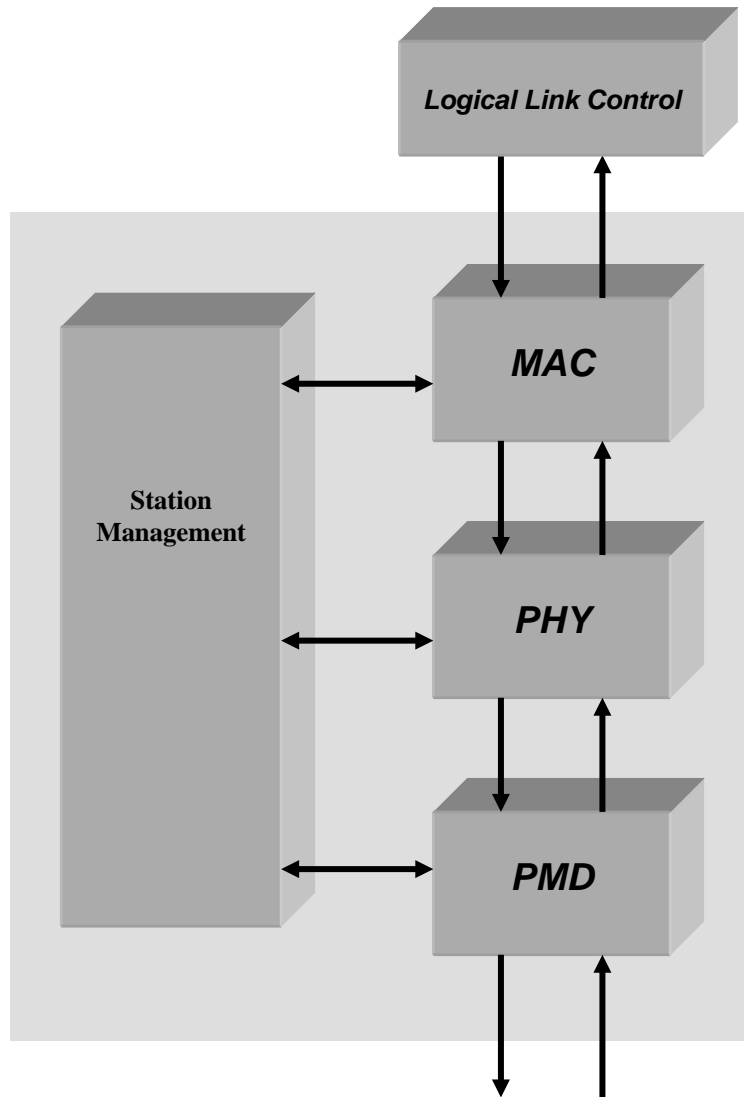 Logical Link Control
MAC
Station
Management
PHY
PMD